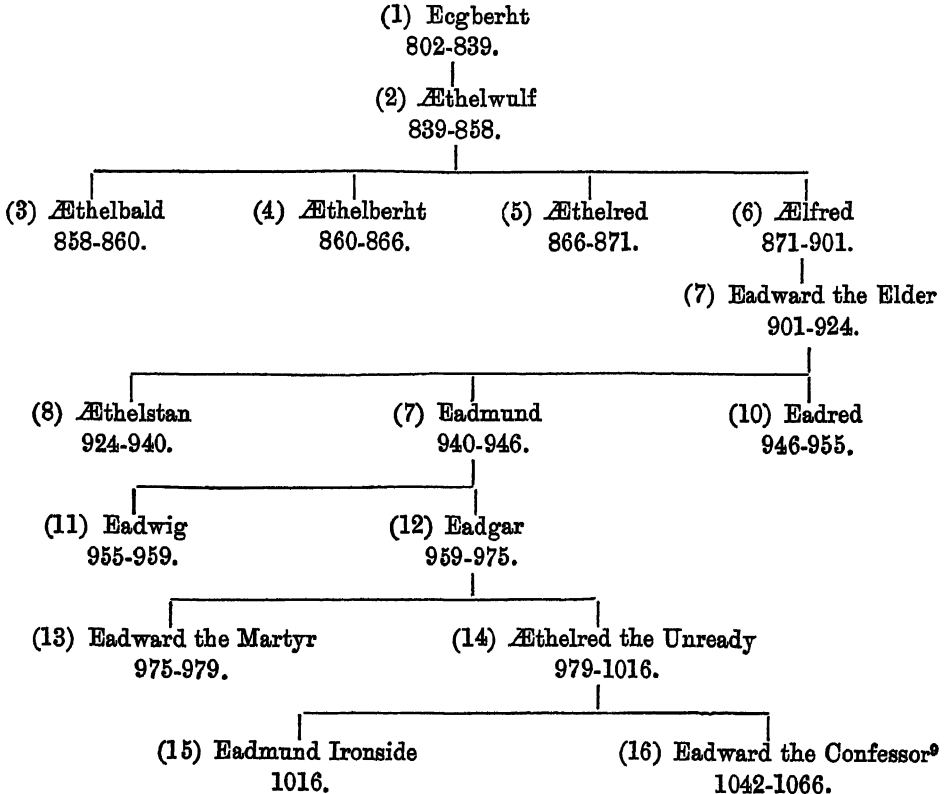 (1) Ecgberht
802-839.
(2) Æthelwulf
839-858.
(3) Æthelbald (4) Æthelberht (5) Æthelred (6) Ælfred
858-860. 860-866. 866-871. 871-901.
(7) Eadward the Elder
901-924.
(8) Æthelstan (7) Eadmund (10) Eadred
924-940. 940-946. 946-955.
(11) Eadwig (12) Eadgar
955-959. 959-975.
(13) Eadward the Martyr (14) Æthelred the Unready
975-979. 979-1016.
(15) Eadmund Ironside (16) Eadward the Confessor⁹
1016. 1042-1066.